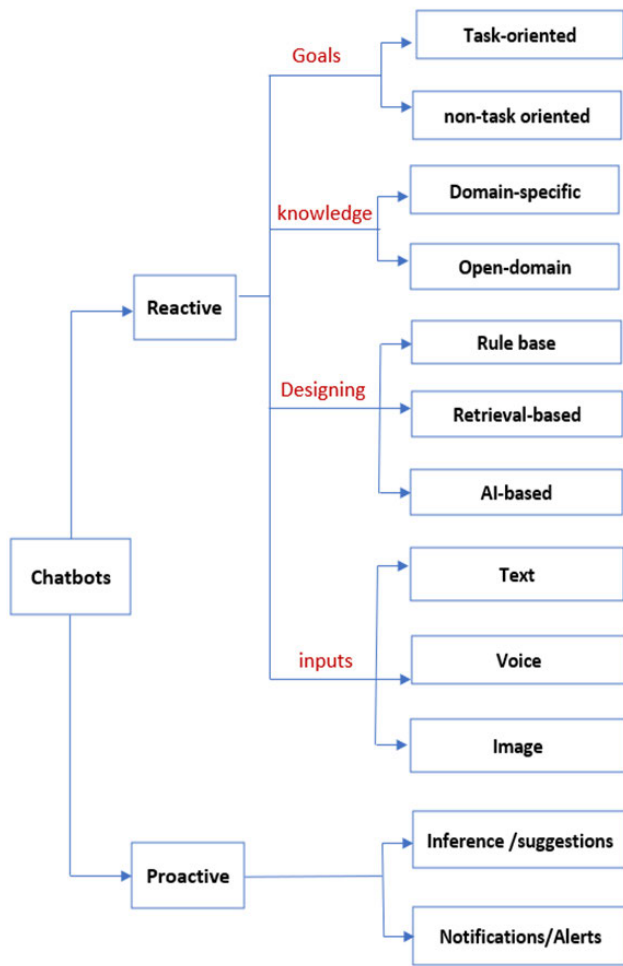 Task-oriented
Goals
non-task oriented
Domain-specific
knowledge
Open-domain
Reactive
Rule base
Designing
Retrieval-based
AI-based
Chatbots
Text
inputs
Voice
Image
Inference /suggestions
Proactive
Notifications/Alerts